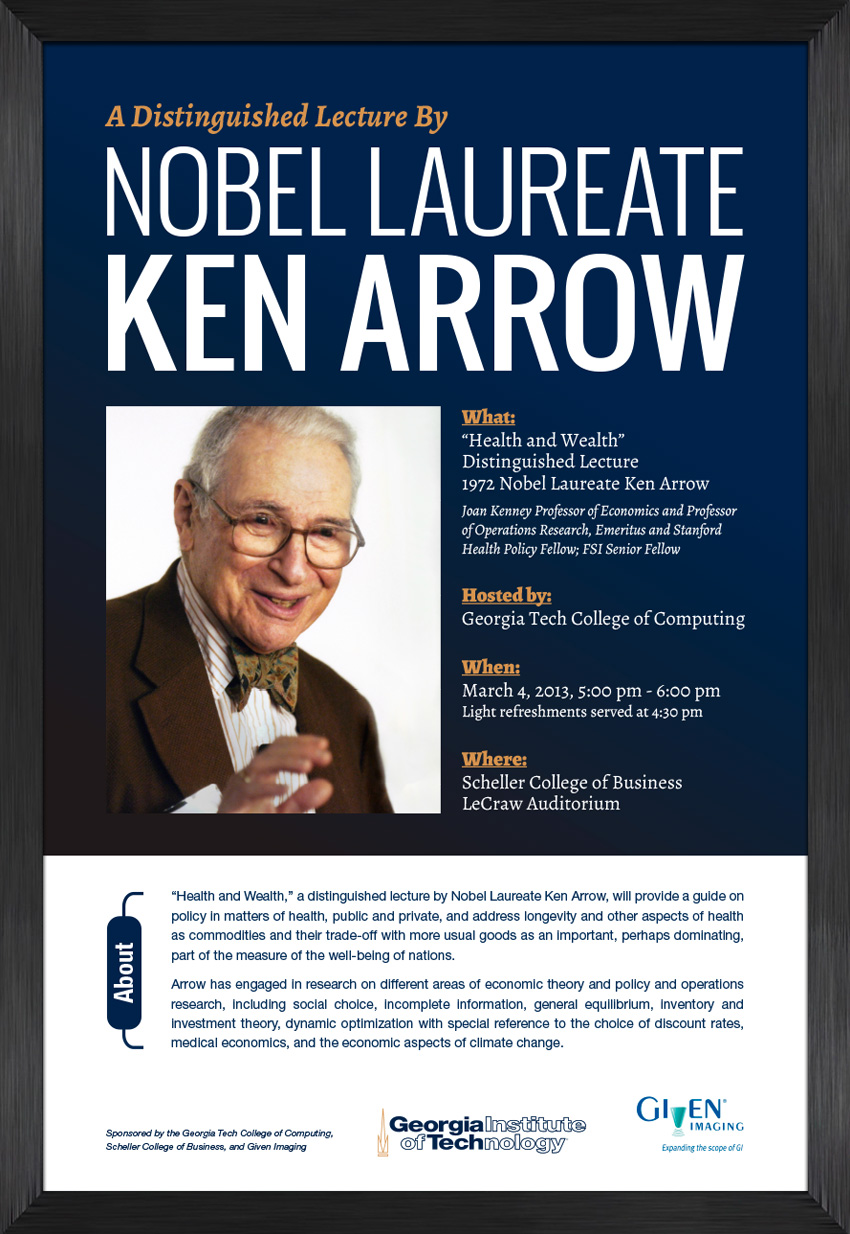 A Distinguished Lecture By
NOBEL LAUREATE
KEN ARROW
What:
“Health and Wealth”
Distinguished Lecture
1972 Nobel Laureate Ken Arrow
Joan Kenney Professor of Economics and Professor
of Operations Research, Emeritus and Stanford
Health Policy Fellow; FSI Senior Fellow
Hosted by:
Georgia Tech College of Computing
When:
March 4, 2013, 5:00 pm - 6:00 pm
Light refreshments served at 4:30 pm
Where:
Scheller College of Business
LeCraw Auditorium
About
“Health and Wealth,” a distinguished lecture by Nobel Laureate Ken Arrow, will provide a guide on
policy in matters of health, public and private, and address longevity and other aspects of health
as commodities and their trade-off with more usual goods as an important, perhaps dominating,
part of the measure of the well-being of nations.
Arrow has engaged in research on different areas of economic theory and policy and operations
research, including social choice, incomplete information, general equilibrium, inventory and
investment theory, dynamic optimization with special reference to the choice of discount rates,
medical economics, and the economic aspects of climate change.
Sponsored by the Georgia Tech College of Computing,
Scheller College of Business, and Given Imaging
Georgia Institute
of Technology
GIVEN®
IMAGING
Expanding the scope of GI